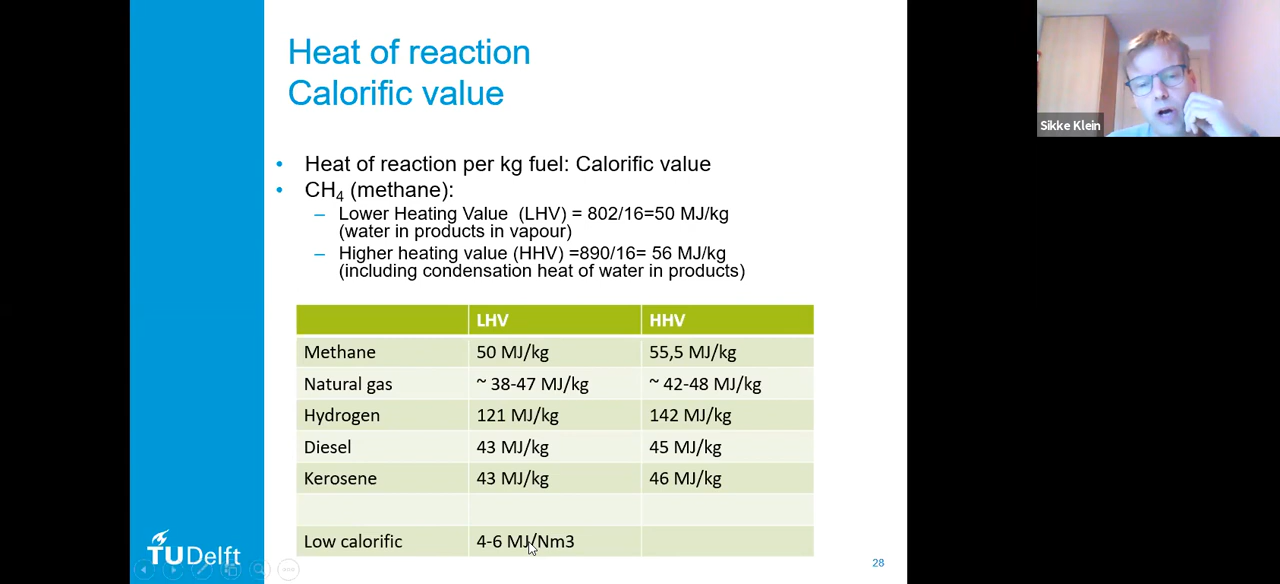 Heat of reaction
Calorific value
Sikke Klein
• Heat of reaction per kg fuel: Calorific value
• CH₄ (methane):
– Lower Heating Value (LHV) = 802/16=50 MJ/kg
(water in products in vapour)
– Higher heating value (HHV) =890/16= 56 MJ/kg
(including condensation heat of water in products)
LHV HHV
Methane 50 MJ/kg 55,5 MJ/kg
Natural gas ~ 38-47 MJ/kg ~ 42-48 MJ/kg
Hydrogen 121 MJ/kg 142 MJ/kg
Diesel 43 MJ/kg 45 MJ/kg
Kerosene 43 MJ/kg 46 MJ/kg
Low calorific 4-6 MJ/Nm3
TUDelft
28